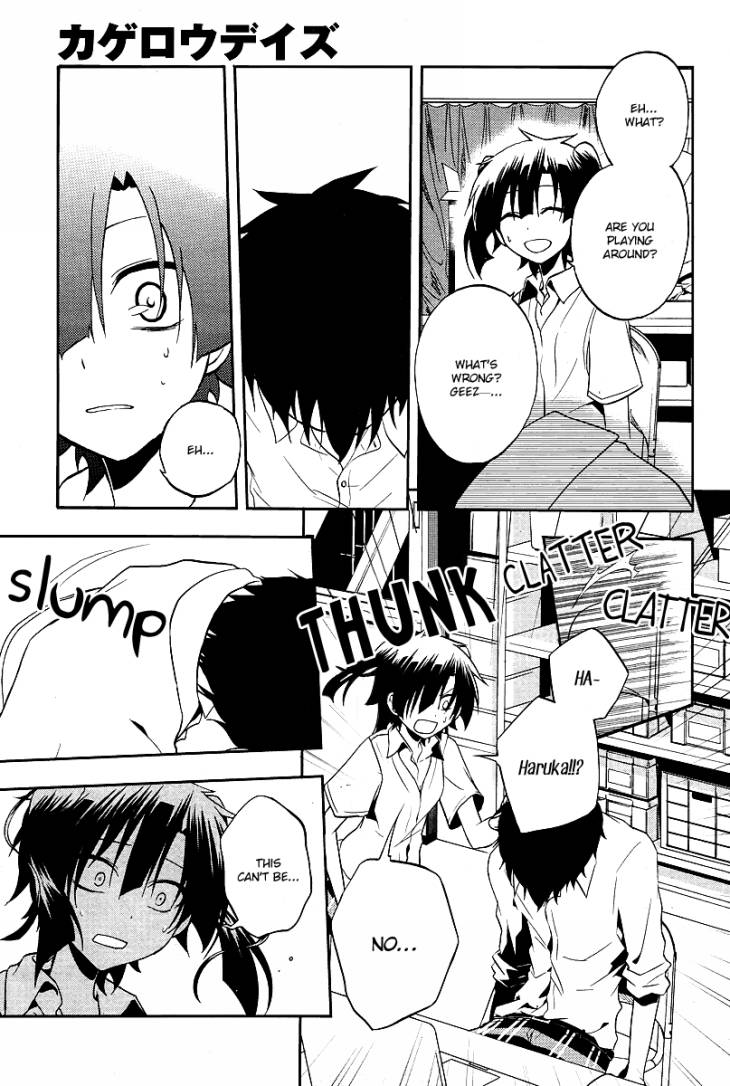 カゲロウデイズ
EH...
WHAT?
ARE YOU
PLAYING
AROUND?
WHAT'S
WRONG?
GEEZ—...
EH...
CLATTER
CLATTER
THUNK
HA-
Haruka!!?
NO...
slump
THIS
CAN'T BE...